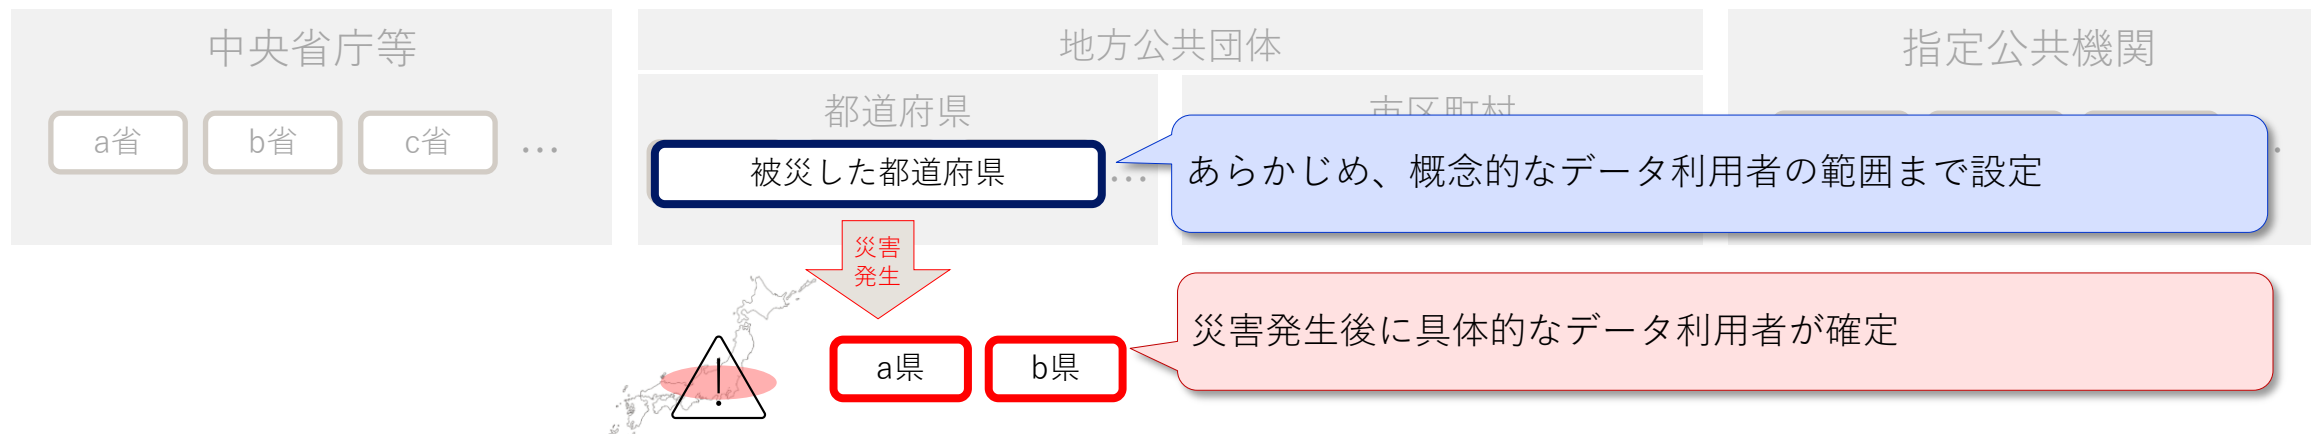 中央省庁等
a省
b省
c省
…
地方公共団体
都道府県
市区町村
指定公共機関
被災した都道府県
…
あらかじめ、概念的なデータ利用者の範囲まで設定
災害
発生
a県
b県
災害発生後に具体的なデータ利用者が確定